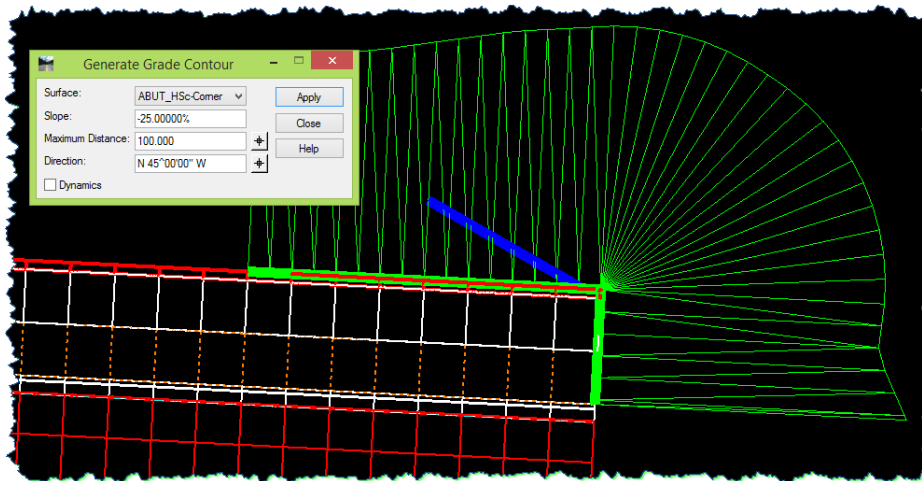 Generate Grade Contour
Surface: ABUT_HSc-Corner Apply
Slope: -25.00000% Close
Maximum Distance: 100.000 Help
Direction: N 45^00'00" W
Dynamics